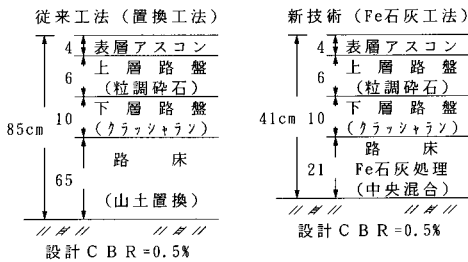 従来工法(置換工法)
4 表層アスコン
6 上層路盤
(粒調砕石)
85cm 10 下層路盤
(クラッシャラン)
65 路床
(山土置換)
設計CBR=0.5%
新技術(Fe石灰工法)
4 表層アスコン
6 上層路盤
(粒調砕石)
41cm 10 下層路盤
(クラッシャラン)
21 路床
Fe石灰処理
(中央混合)
設計CBR=0.5%